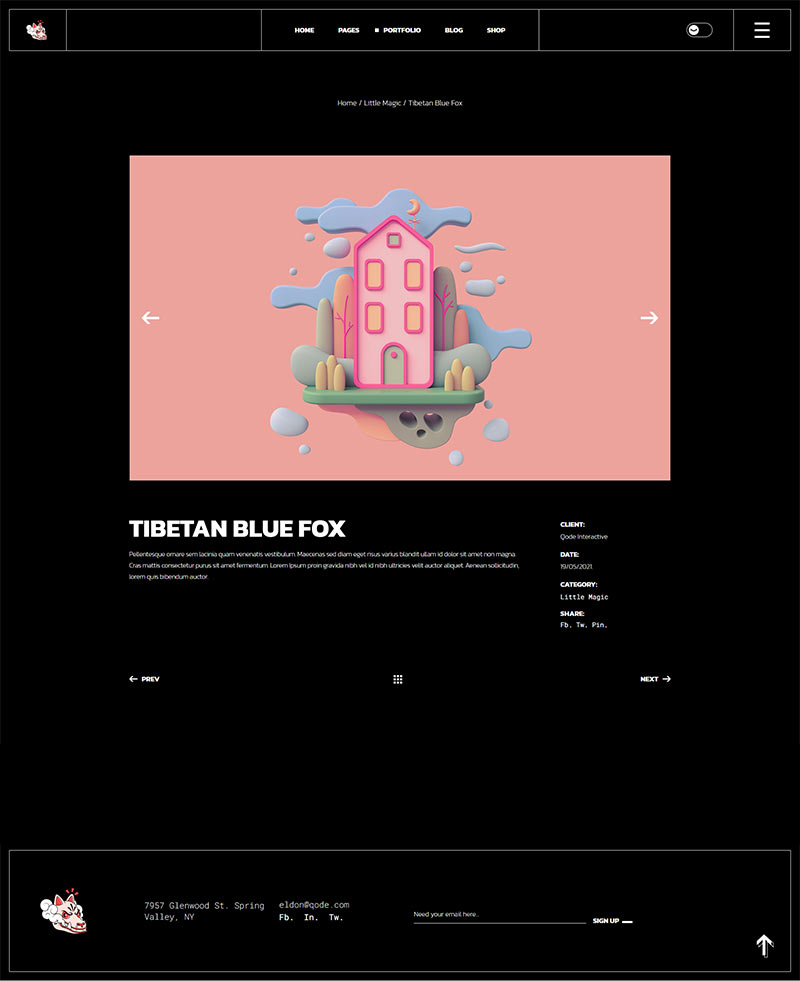 HOME PAGES PORTFOLIO BLOG SHOP
Home / Little Magic / Tibetan Blue Fox
TIBETAN BLUE FOX
Pellentesque ornare sem lacinia quam venenatis vestibulum. Maecenas sed diam eget risus varius blandit ullam id dolor sit amet non magna.
Cras mattis consectetur purus sit amet fermentum. Lorem Ipsum proin gravida nibh vel id nibh ultricies velit auctor aliquet. Aenean sollicitudin,
lorem quis bibendum auctor.
CLIENT:
Qode Interactive
DATE:
19/05/2021.
CATEGORY:
Little Magic
SHARE:
Fb. Tw. Pin.
PREV
NEXT
7957 Glenwood St. Spring
Valley, NY
eldon@qode.com
Fb. In. Tw.
Need your email here...
SIGN UP